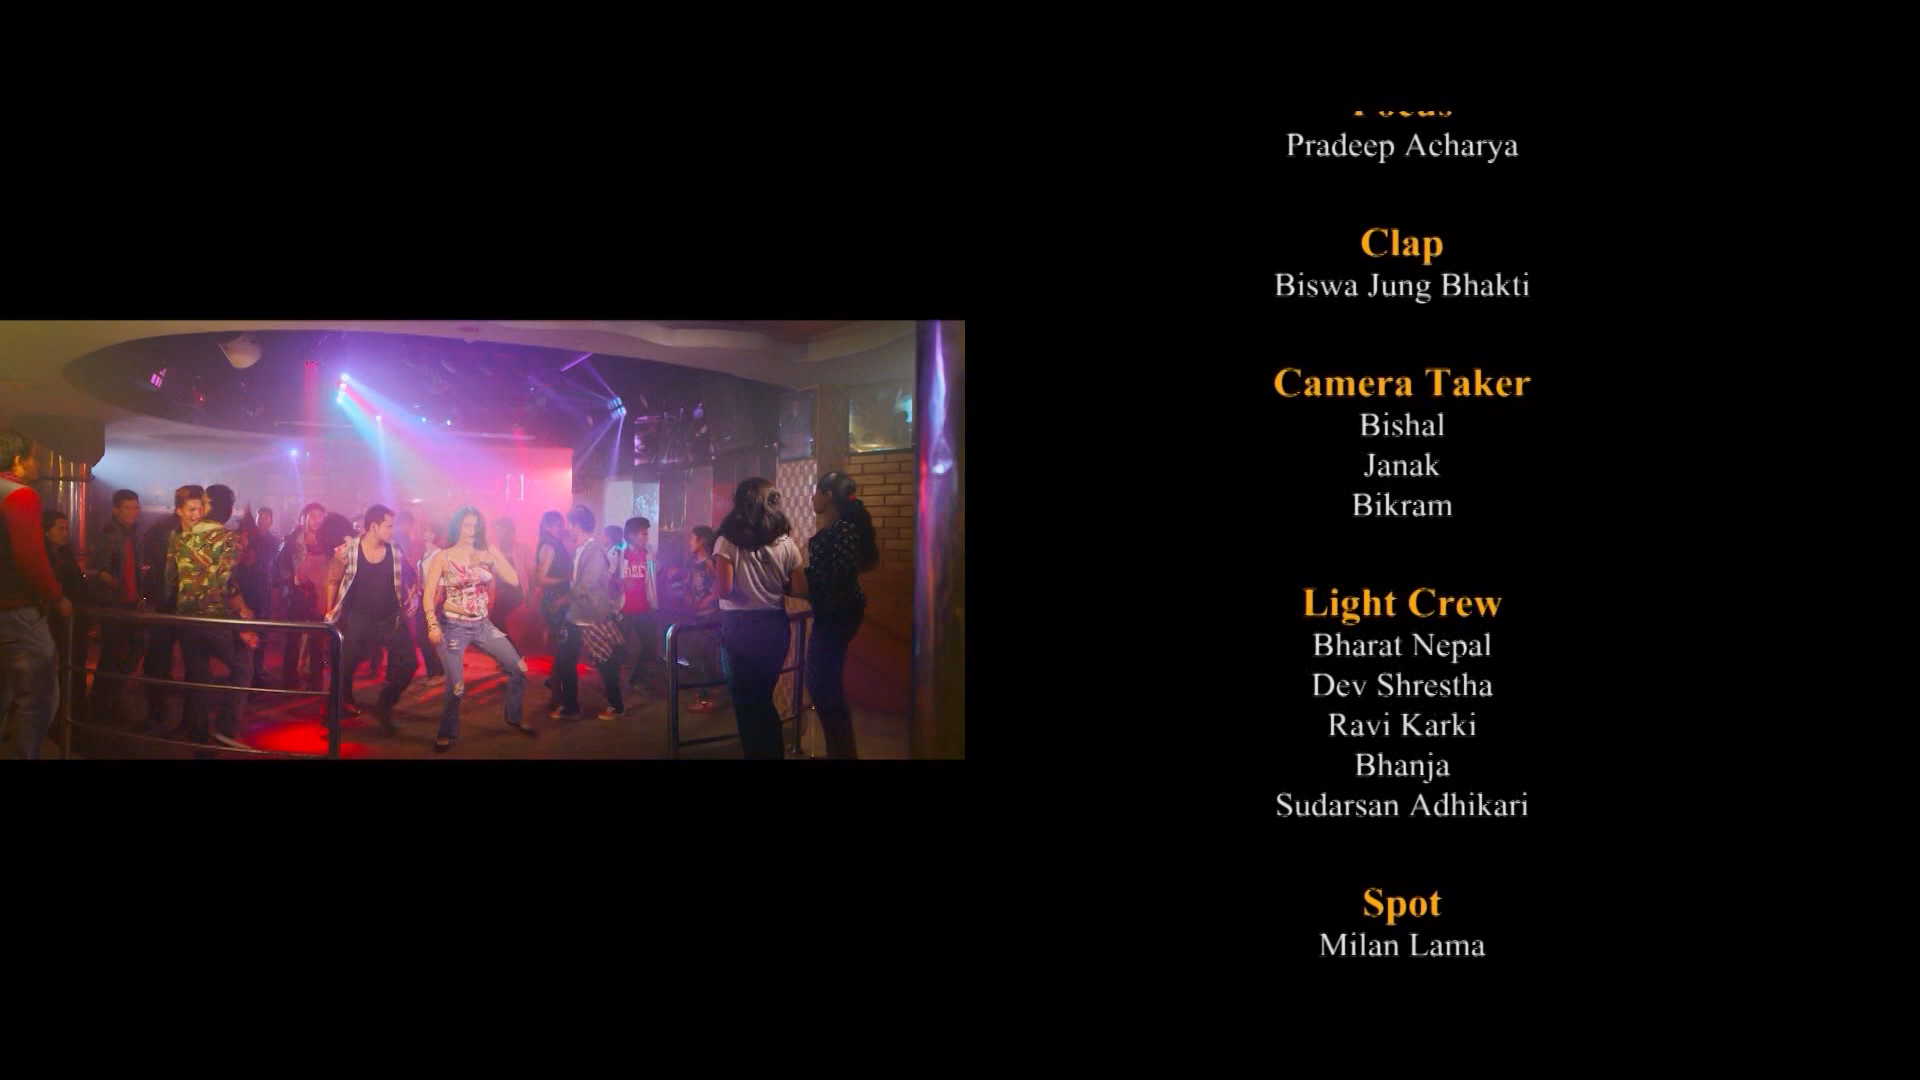 Focus
Pradeep Acharya
Clap
Biswa Jung Bhakti
Camera Taker
Bishal
Janak
Bikram
Light Crew
Bharat Nepal
Dev Shrestha
Ravi Karki
Bhanja
Sudarsan Adhikari
Spot
Milan Lama